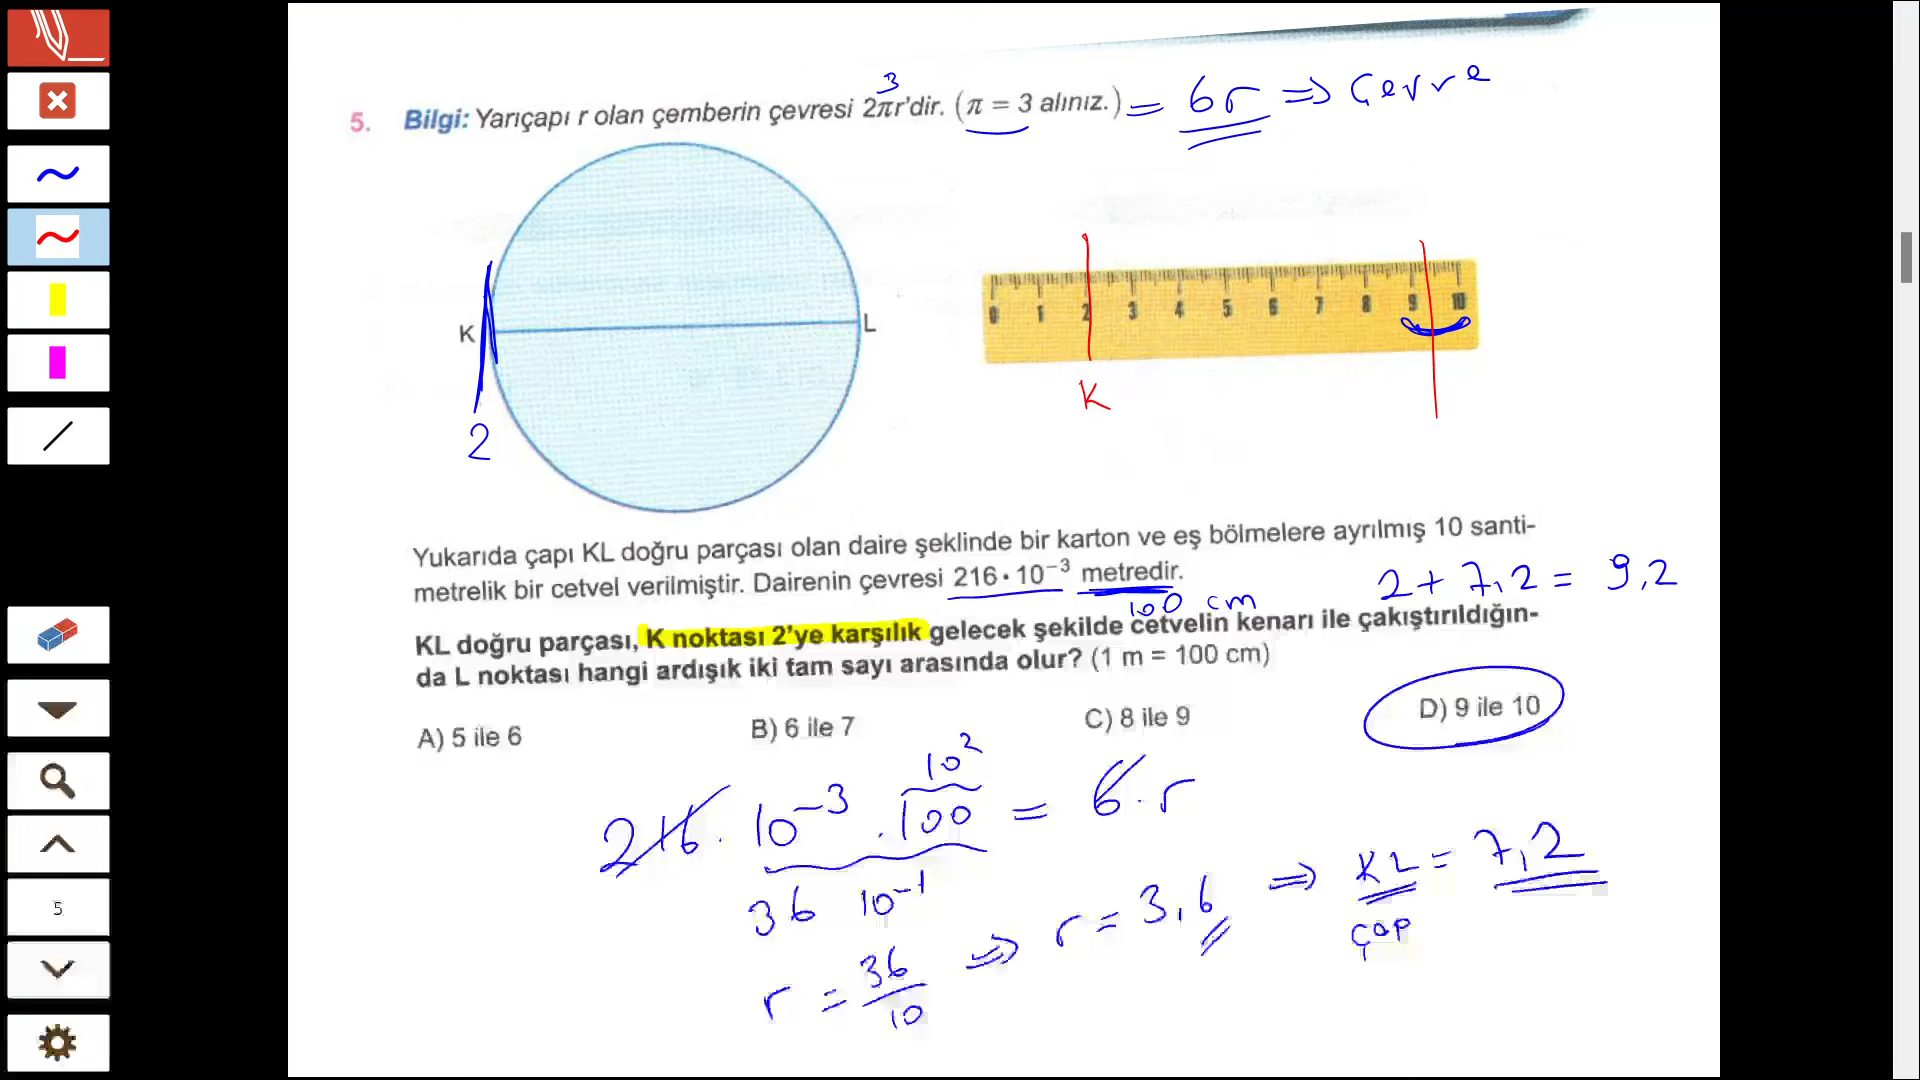 3
5. Bilgi: Yarıçapı r olan çemberin çevresi 2πr'dir. (π = 3 alınız.) = 6r ⇒ Çevre
K L
2
0 1 2 3 4 5 6 7 8 9 10
K
Yukarıda çapı KL doğru parçası olan daire şeklinde bir karton ve eş bölmelere ayrılmış 10 santi-
metrelik bir cetvel verilmiştir. Dairenin çevresi 216 · 10⁻³ metredir.
2 + 7,2 = 9,2
100 cm
KL doğru parçası, K noktası 2'ye karşılık gelecek şekilde cetvelin kenarı ile çakıştırıldığın-
da L noktası hangi ardışık iki tam sayı arasında olur? (1 m = 100 cm)
A) 5 ile 6 B) 6 ile 7 C) 8 ile 9 D) 9 ile 10
10²
216 . 10⁻³ . 100 = 6 . r
36 10⁻¹
r = 36/10 ⇒ r = 3,6 ⇒ KL = 7,2
çap
5